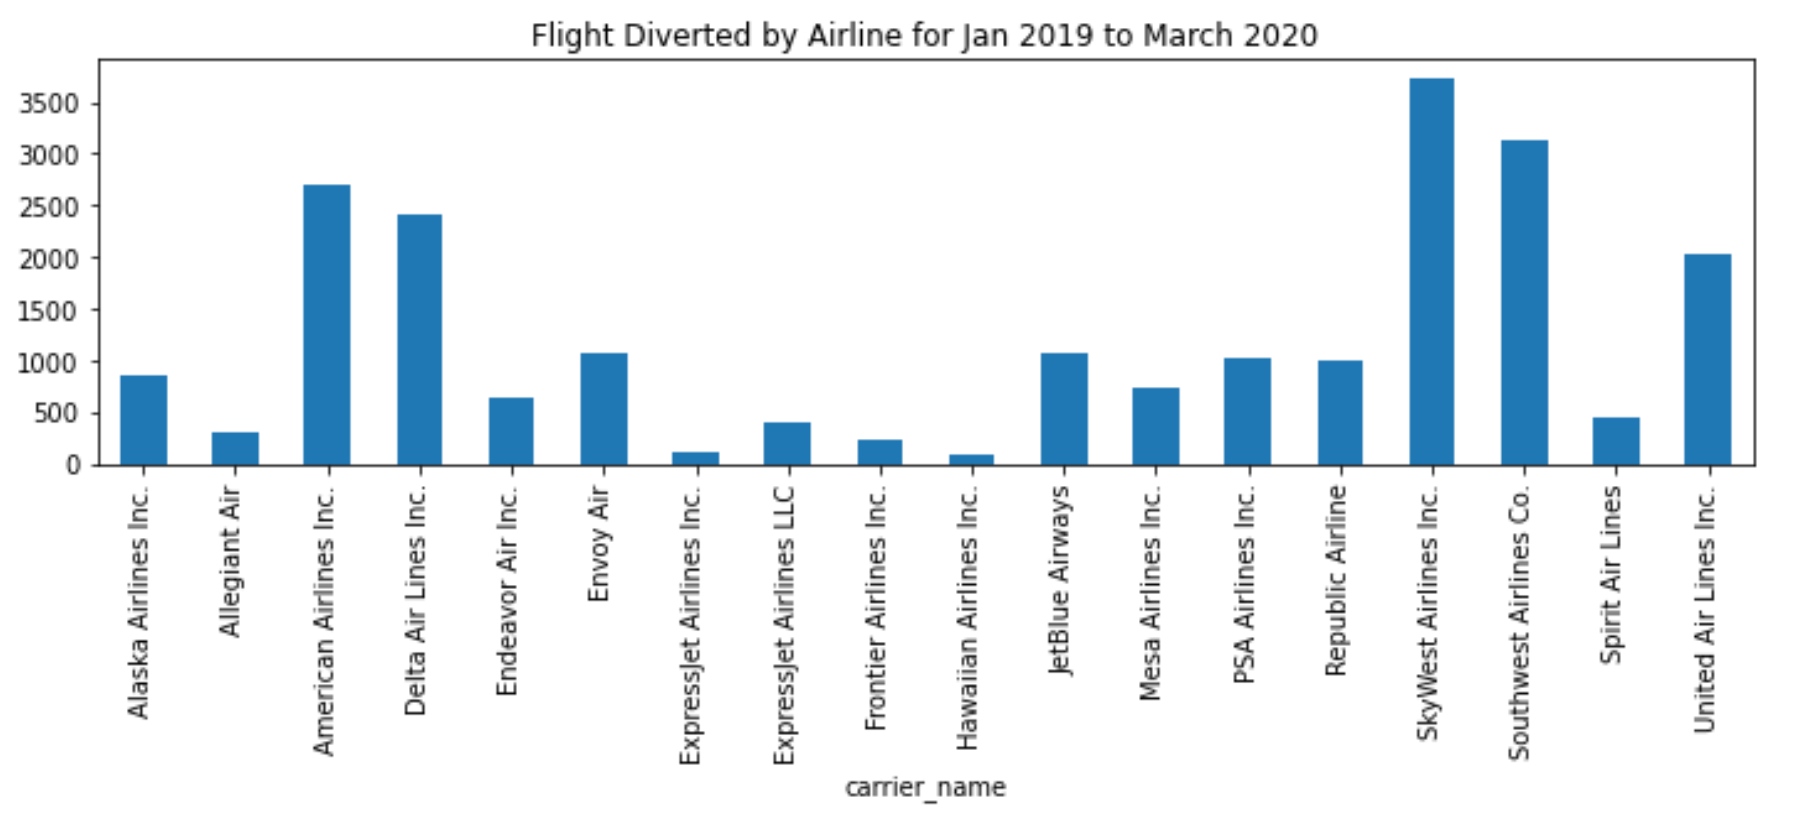 Flight Diverted by Airline for Jan 2019 to March 2020
3500
3000
2500
2000
1500
1000
500
0
Alaska Airlines Inc.
Allegiant Air
American Airlines Inc.
Delta Air Lines Inc.
Endeavor Air Inc.
Envoy Air
ExpressJet Airlines Inc.
ExpressJet Airlines LLC
Frontier Airlines Inc.
Hawaiian Airlines Inc.
JetBlue Airways
Mesa Airlines Inc.
PSA Airlines Inc.
Republic Airline
SkyWest Airlines Inc.
Southwest Airlines Co.
Spirit Air Lines
United Air Lines Inc.
carrier_name